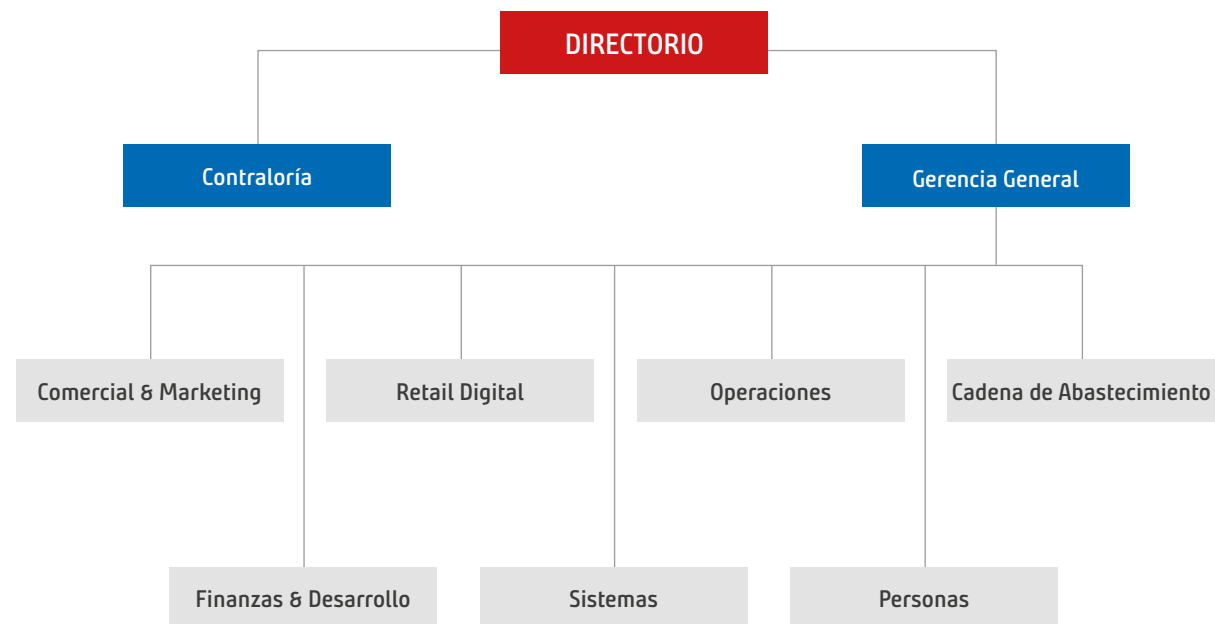 DIRECTORIO
Contraloría
Gerencia General
Comercial & Marketing
Retail Digital
Operaciones
Cadena de Abastecimiento
Finanzas & Desarrollo
Sistemas
Personas